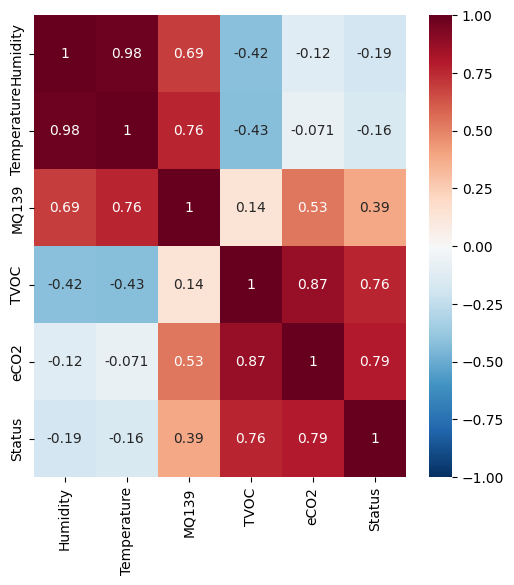 Humidity 1 0.98 0.69 -0.42 -0.12 -0.19
Temperature 0.98 1 0.76 -0.43 -0.071 -0.16
MQ139 0.69 0.76 1 0.14 0.53 0.39
TVOC -0.42 -0.43 0.14 1 0.87 0.76
eCO2 -0.12 -0.071 0.53 0.87 1 0.79
Status -0.19 -0.16 0.39 0.76 0.79 1
Humidity Temperature MQ139 TVOC eCO2 Status
1.00
0.75
0.50
0.25
0.00
-0.25
-0.50
-0.75
-1.00